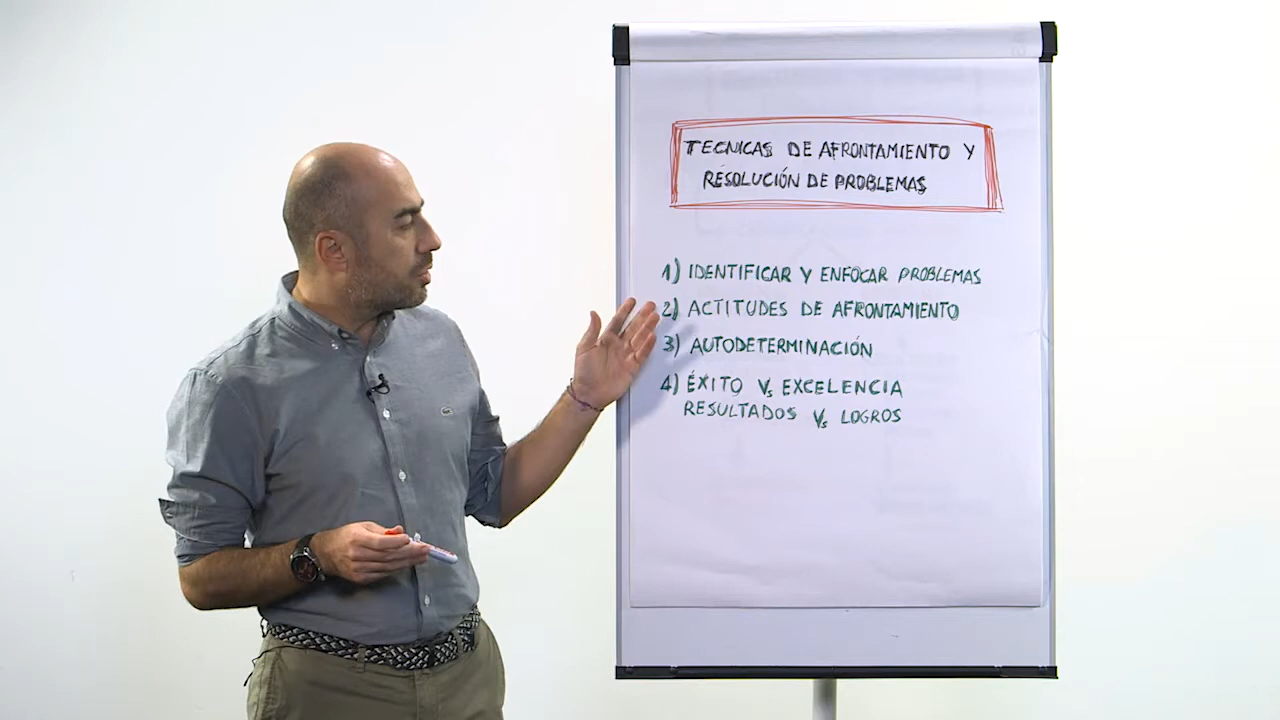 TECNICAS DE AFRONTAMIENTO Y
RESOLUCIÓN DE PROBLEMAS
1) IDENTIFICAR Y ENFOCAR PROBLEMAS
2) ACTITUDES DE AFRONTAMIENTO
3) AUTODETERMINACIÓN
4) ÉXITO Vs EXCELENCIA
RESULTADOS Vs LOGROS